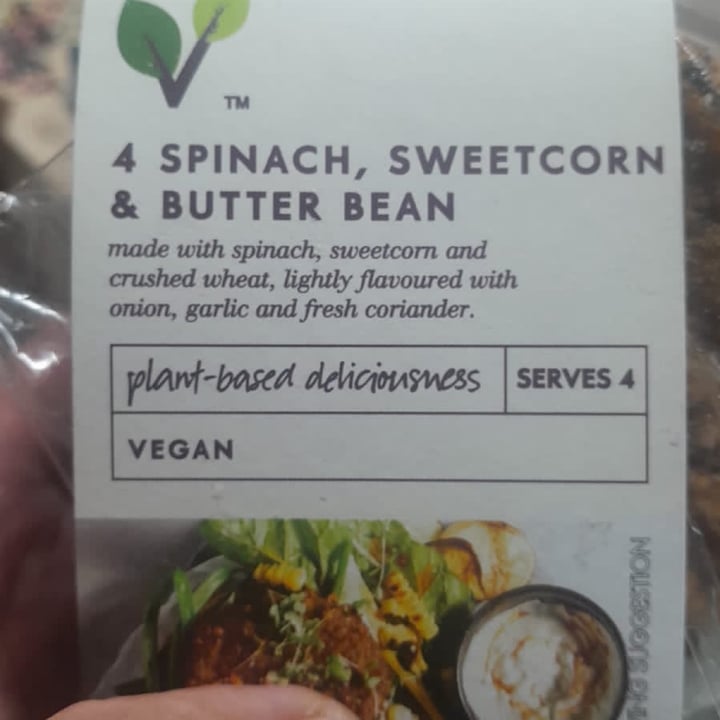 TM
4 SPINACH, SWEETCORN
& BUTTER BEAN
made with spinach, sweetcorn and
crushed wheat, lightly flavoured with
onion, garlic and fresh coriander.
plant-based deliciousness
SERVES 4
VEGAN
SUGGESTION